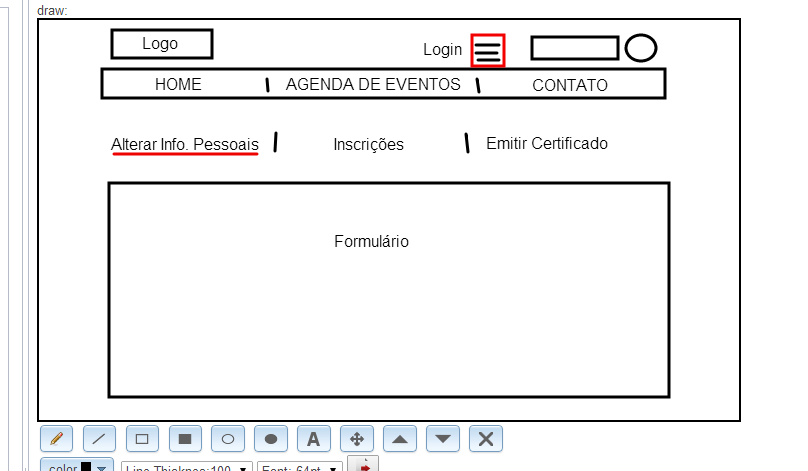 draw:
Logo
Login
HOME AGENDA DE EVENTOS CONTATO
Alterar Info. Pessoais Inscrições Emitir Certificado
Formulário
A
color Line Thicknes:100 Font: 64pt